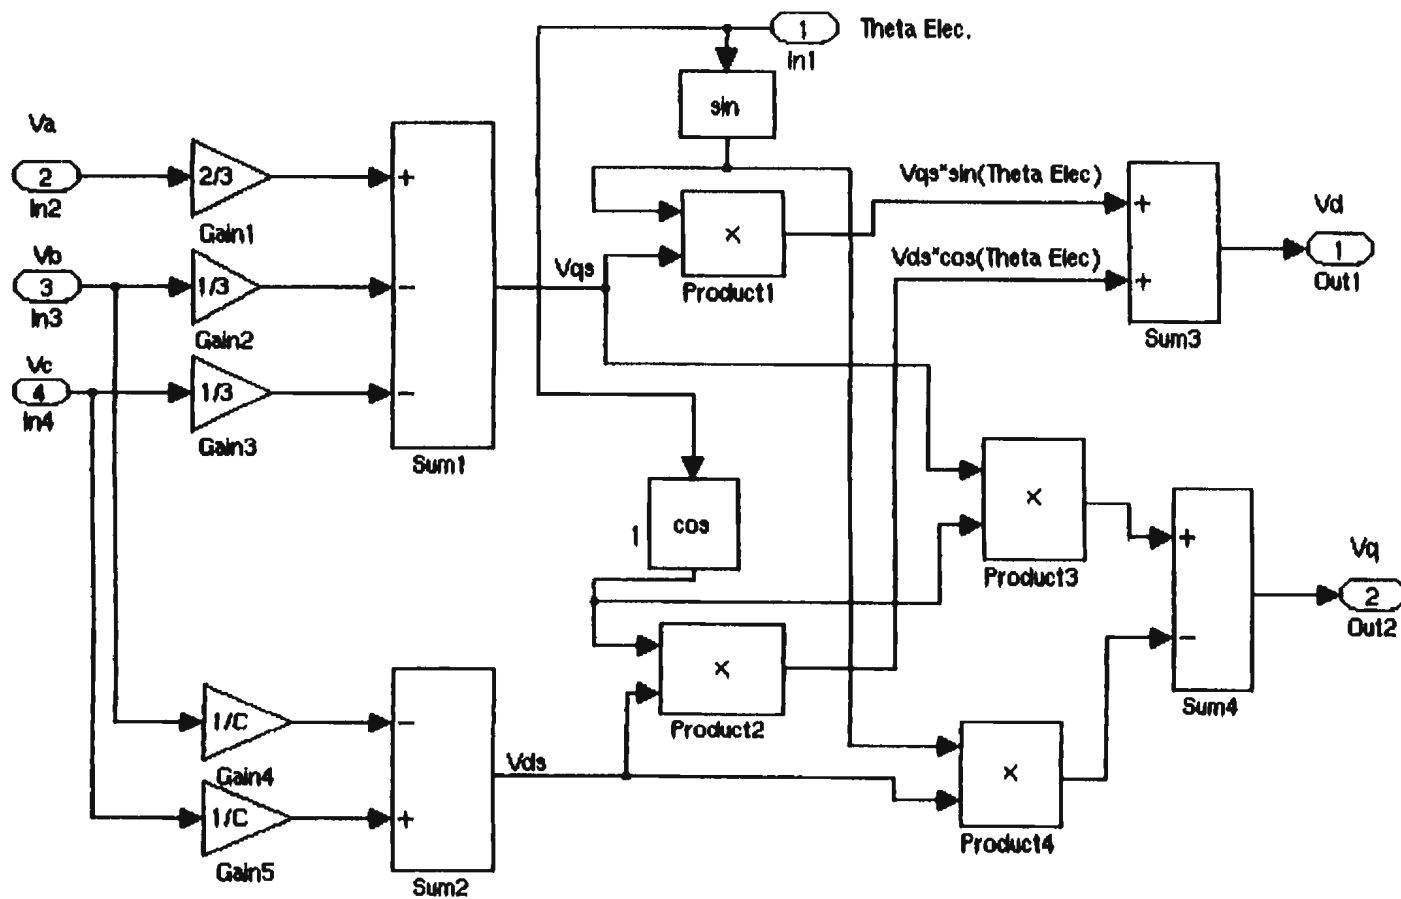 1
Theta Elec.
In1
sin
Va
2
In2
2/3
Gain1
+
Vb
3
In3
1/3
Gain2
-
Vc
4
In4
1/3
Gain3
-
Sum1
Vqs
×
Product1
Vqs*sin(Theta Elec)
Vds*cos(Theta Elec)
+
+
Sum3
Vd
1
Out1
1
cos
×
Product3
×
Product2
+
-
Sum4
Vq
2
Out2
1/C
Gain4
-
1/C
Gain5
+
Sum2
Vds
×
Product4